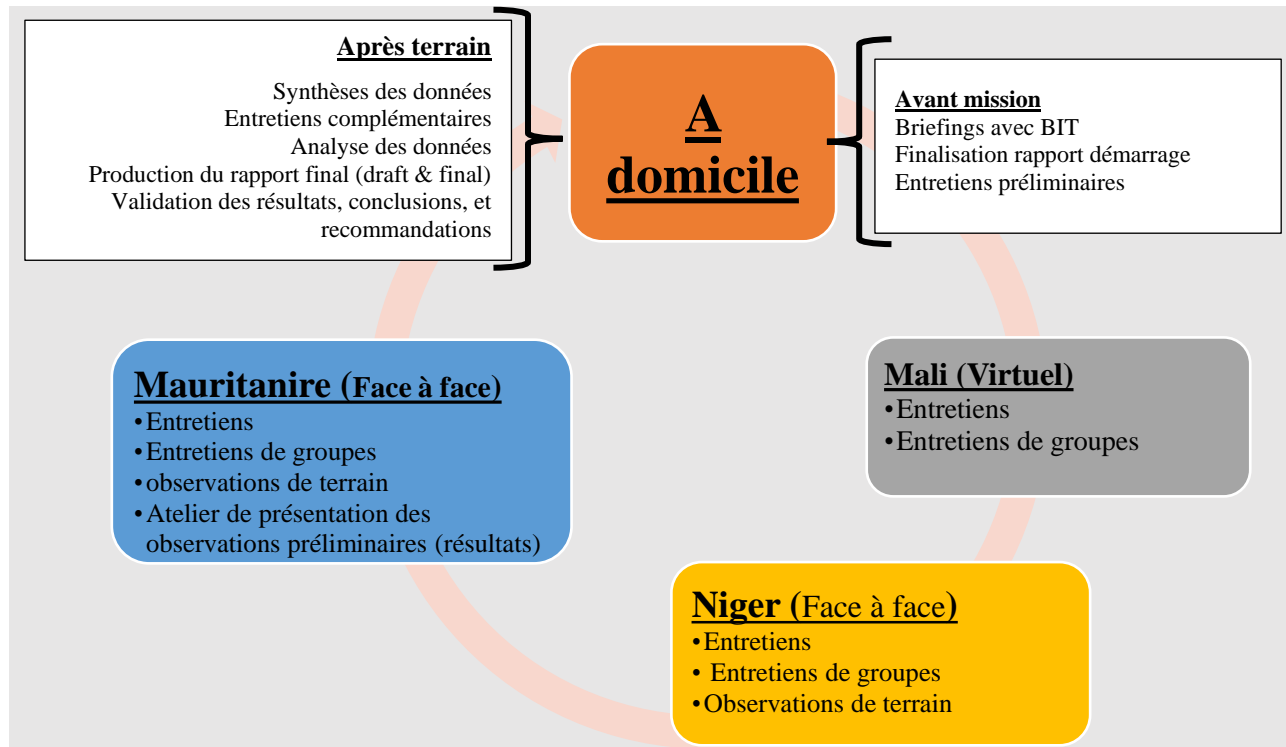 Après terrain
Synthèses des données
Entretiens complémentaires
Analyse des données
Production du rapport final (draft & final)
Validation des résultats, conclusions, et
recommandations
A
domicile
Avant mission
Briefings avec BIT
Finalisation rapport démarrage
Entretiens préliminaires
Mauritanire (Face à face)
•Entretiens
•Entretiens de groupes
•observations de terrain
•Atelier de présentation des
observations préliminaires (résultats)
Mali (Virtuel)
•Entretiens
•Entretiens de groupes
Niger (Face à face)
•Entretiens
• Entretiens de groupes
•Observations de terrain